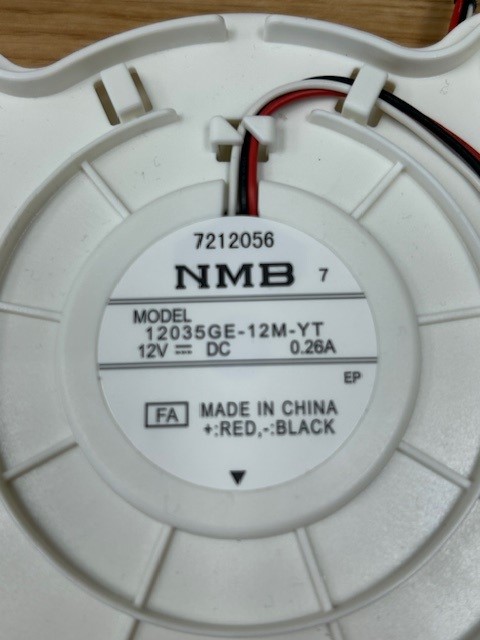 7212056
NMB 7
MODEL
12035GE-12M-YT
12V ⎓ DC 0.26A
EP
FA MADE IN CHINA
+:RED,-:BLACK